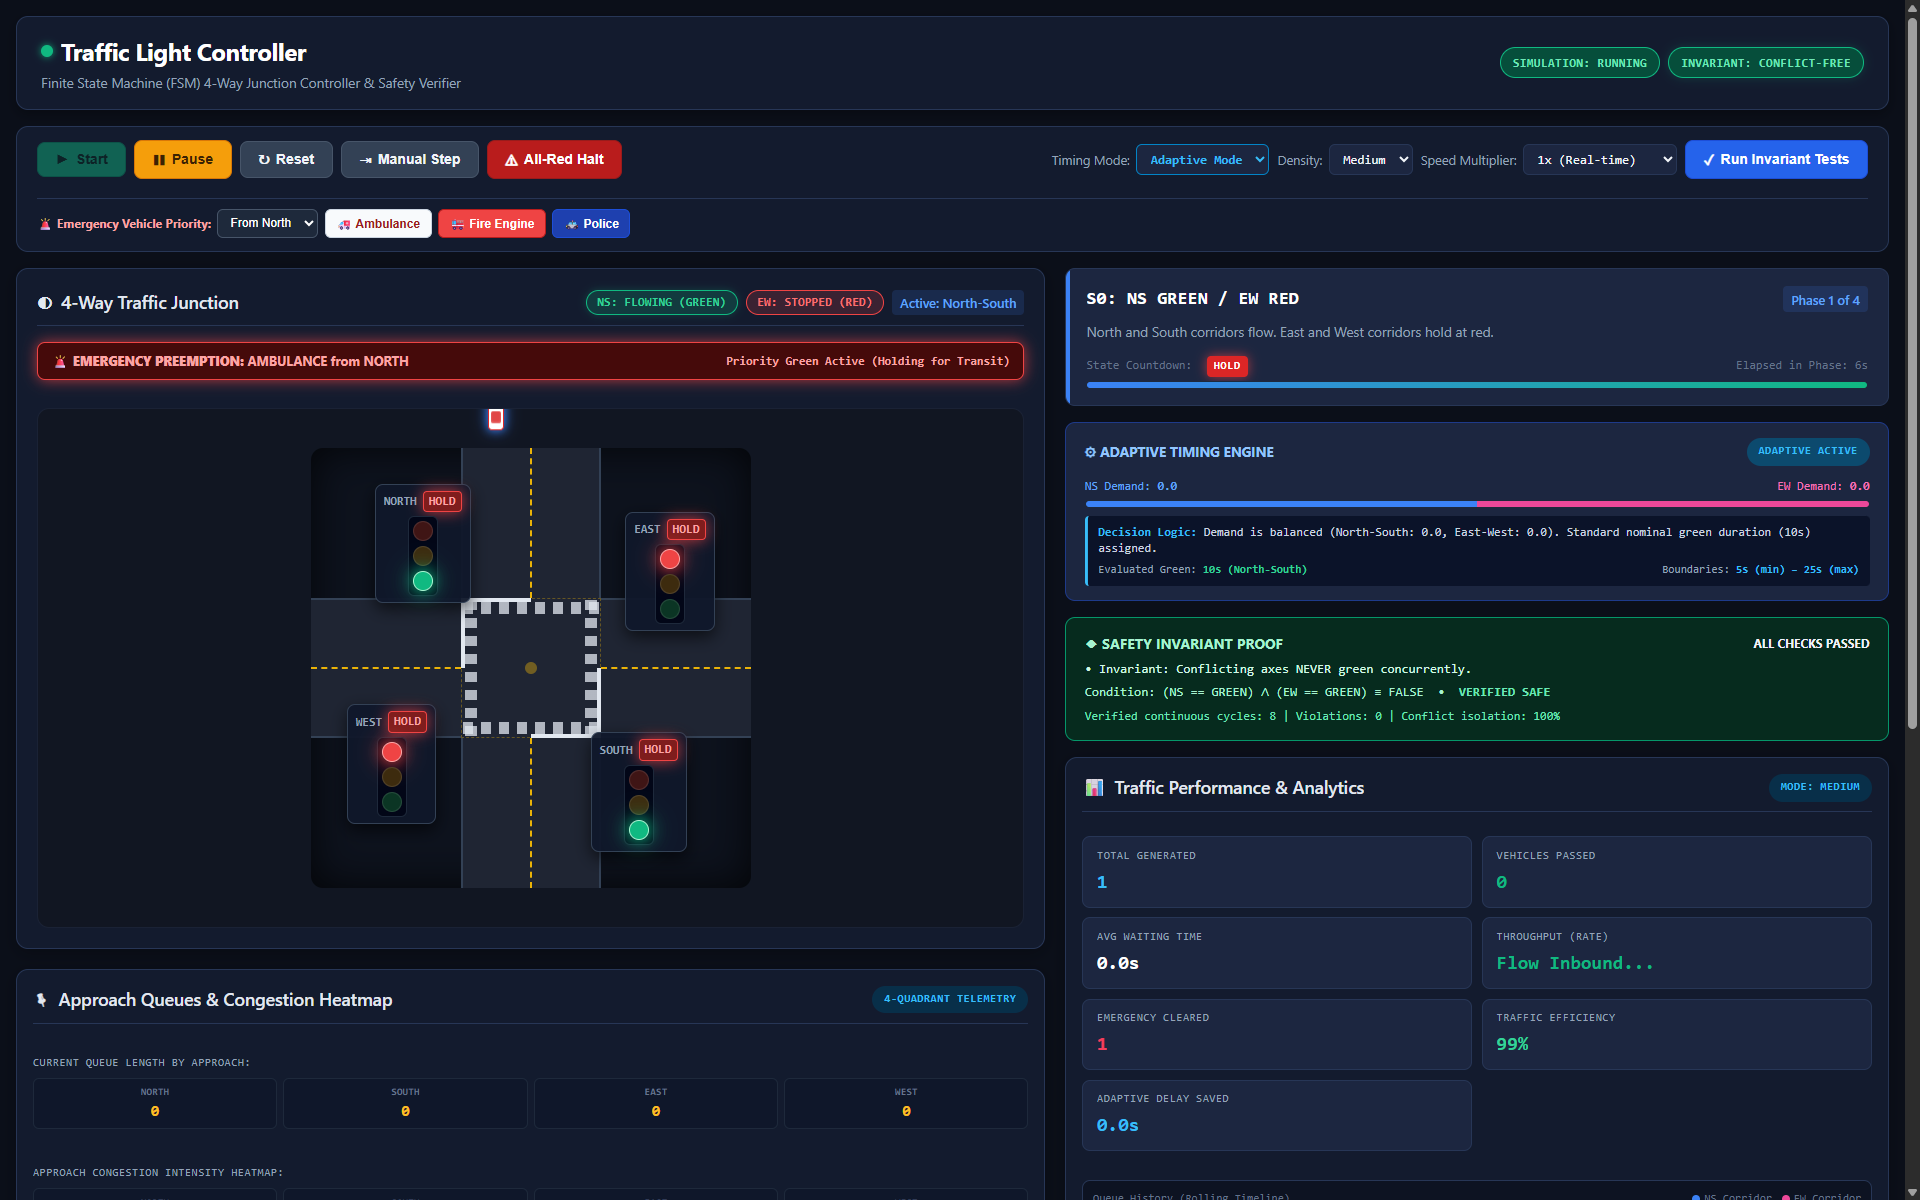 Traffic Light Controller
Finite State Machine (FSM) 4-Way Junction Controller & Safety Verifier
SIMULATION: RUNNING
INVARIANT: CONFLICT-FREE
▶ Start
Pause
↻ Reset
⇥ Manual Step
⚠ All-Red Halt
Timing Mode: Adaptive Mode
Density: Medium
Speed Multiplier: 1x (Real-time)
✓ Run Invariant Tests
Emergency Vehicle Priority: From North
Ambulance
Fire Engine
Police
4-Way Traffic Junction
NS: FLOWING (GREEN)
EW: STOPPED (RED)
Active: North-South
EMERGENCY PREEMPTION: AMBULANCE from NORTH
Priority Green Active (Holding for Transit)
NORTH HOLD
EAST HOLD
WEST HOLD
SOUTH HOLD
Approach Queues & Congestion Heatmap
4-QUADRANT TELEMETRY
CURRENT QUEUE LENGTH BY APPROACH:
NORTH
0
SOUTH
0
EAST
0
WEST
0
APPROACH CONGESTION INTENSITY HEATMAP:
S0: NS GREEN / EW RED
Phase 1 of 4
North and South corridors flow. East and West corridors hold at red.
State Countdown: HOLD
Elapsed in Phase: 6s
⚙ ADAPTIVE TIMING ENGINE
ADAPTIVE ACTIVE
NS Demand: 0.0
EW Demand: 0.0
Decision Logic: Demand is balanced (North-South: 0.0, East-West: 0.0). Standard nominal green duration (10s)
assigned.
Evaluated Green: 10s (North-South)
Boundaries: 5s (min) – 25s (max)
SAFETY INVARIANT PROOF
ALL CHECKS PASSED
• Invariant: Conflicting axes NEVER green concurrently.
Condition: (NS == GREEN) ∧ (EW == GREEN) ≡ FALSE • VERIFIED SAFE
Verified continuous cycles: 8 | Violations: 0 | Conflict isolation: 100%
Traffic Performance & Analytics
MODE: MEDIUM
TOTAL GENERATED
1
VEHICLES PASSED
0
AVG WAITING TIME
0.0s
THROUGHPUT (RATE)
Flow Inbound...
EMERGENCY CLEARED
1
TRAFFIC EFFICIENCY
99%
ADAPTIVE DELAY SAVED
0.0s
Queue History (Rolling Timeline)
NS Corridor
EW Corridor